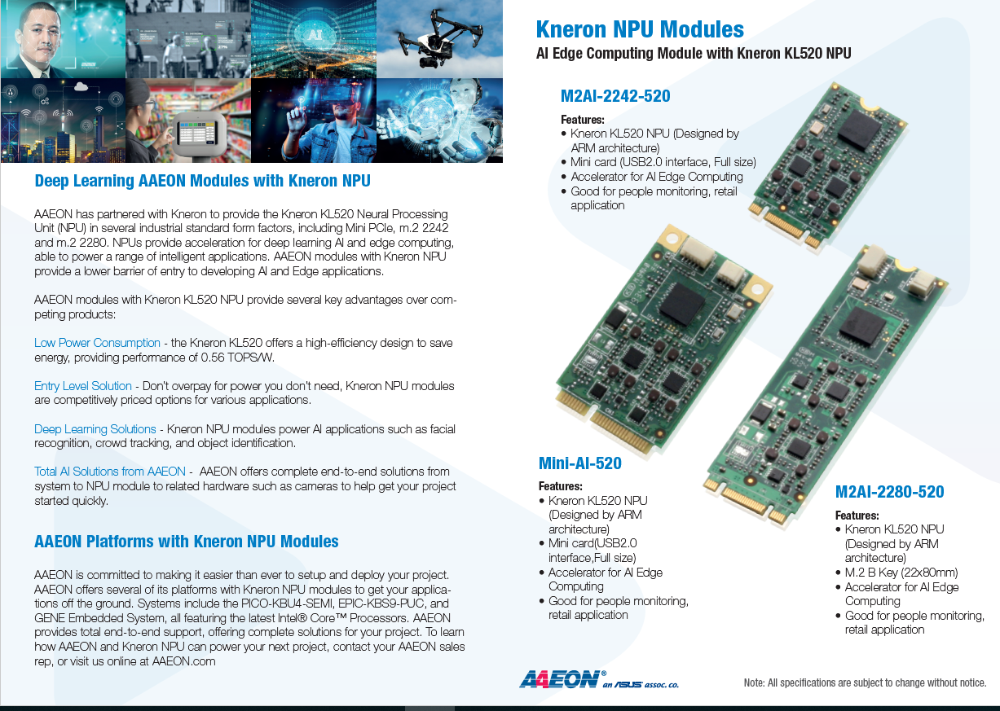 AI
27%
Deep Learning AAEON Modules with Kneron NPU
AAEON has partnered with Kneron to provide the Kneron KL520 Neural Processing
Unit (NPU) in several industrial standard form factors, including Mini PCIe, m.2 2242
and m.2 2280. NPUs provide acceleration for deep learning AI and edge computing,
able to power a range of intelligent applications. AAEON modules with Kneron NPU
provide a lower barrier of entry to developing AI and Edge applications.
AAEON modules with Kneron KL520 NPU provide several key advantages over com-
peting products:
Low Power Consumption - the Kneron KL520 offers a high-efficiency design to save
energy, providing performance of 0.56 TOPS/W.
Entry Level Solution - Don't overpay for power you don't need, Kneron NPU modules
are competitively priced options for various applications.
Deep Learning Solutions - Kneron NPU modules power AI applications such as facial
recognition, crowd tracking, and object identification.
Total AI Solutions from AAEON - AAEON offers complete end-to-end solutions from
system to NPU module to related hardware such as cameras to help get your project
started quickly.
AAEON Platforms with Kneron NPU Modules
AAEON is committed to making it easier than ever to setup and deploy your project.
AAEON offers several of its platforms with Kneron NPU modules to get your applica-
tions off the ground. Systems include the PICO-KBU4-SEMI, EPIC-KBS9-PUC, and
GENE Embedded System, all featuring the latest Intel® Core™ Processors. AAEON
provides total end-to-end support, offering complete solutions for your project. To learn
how AAEON and Kneron NPU can power your next project, contact your AAEON sales
rep, or visit us online at AAEON.com
Kneron NPU Modules
AI Edge Computing Module with Kneron KL520 NPU
M2AI-2242-520
Features:
• Kneron KL520 NPU (Designed by
ARM architecture)
• Mini card (USB2.0 interface, Full size)
• Accelerator for AI Edge Computing
• Good for people monitoring, retail
application
Mini-AI-520
Features:
• Kneron KL520 NPU
(Designed by ARM
architecture)
• Mini card(USB2.0
interface,Full size)
• Accelerator for AI Edge
Computing
• Good for people monitoring,
retail application
M2AI-2280-520
Features:
• Kneron KL520 NPU
(Designed by ARM
architecture)
• M.2 B Key (22x80mm)
• Accelerator for AI Edge
Computing
• Good for people monitoring,
retail application
AAEON® an ASUS assoc. co.
Note: All specifications are subject to change without notice.